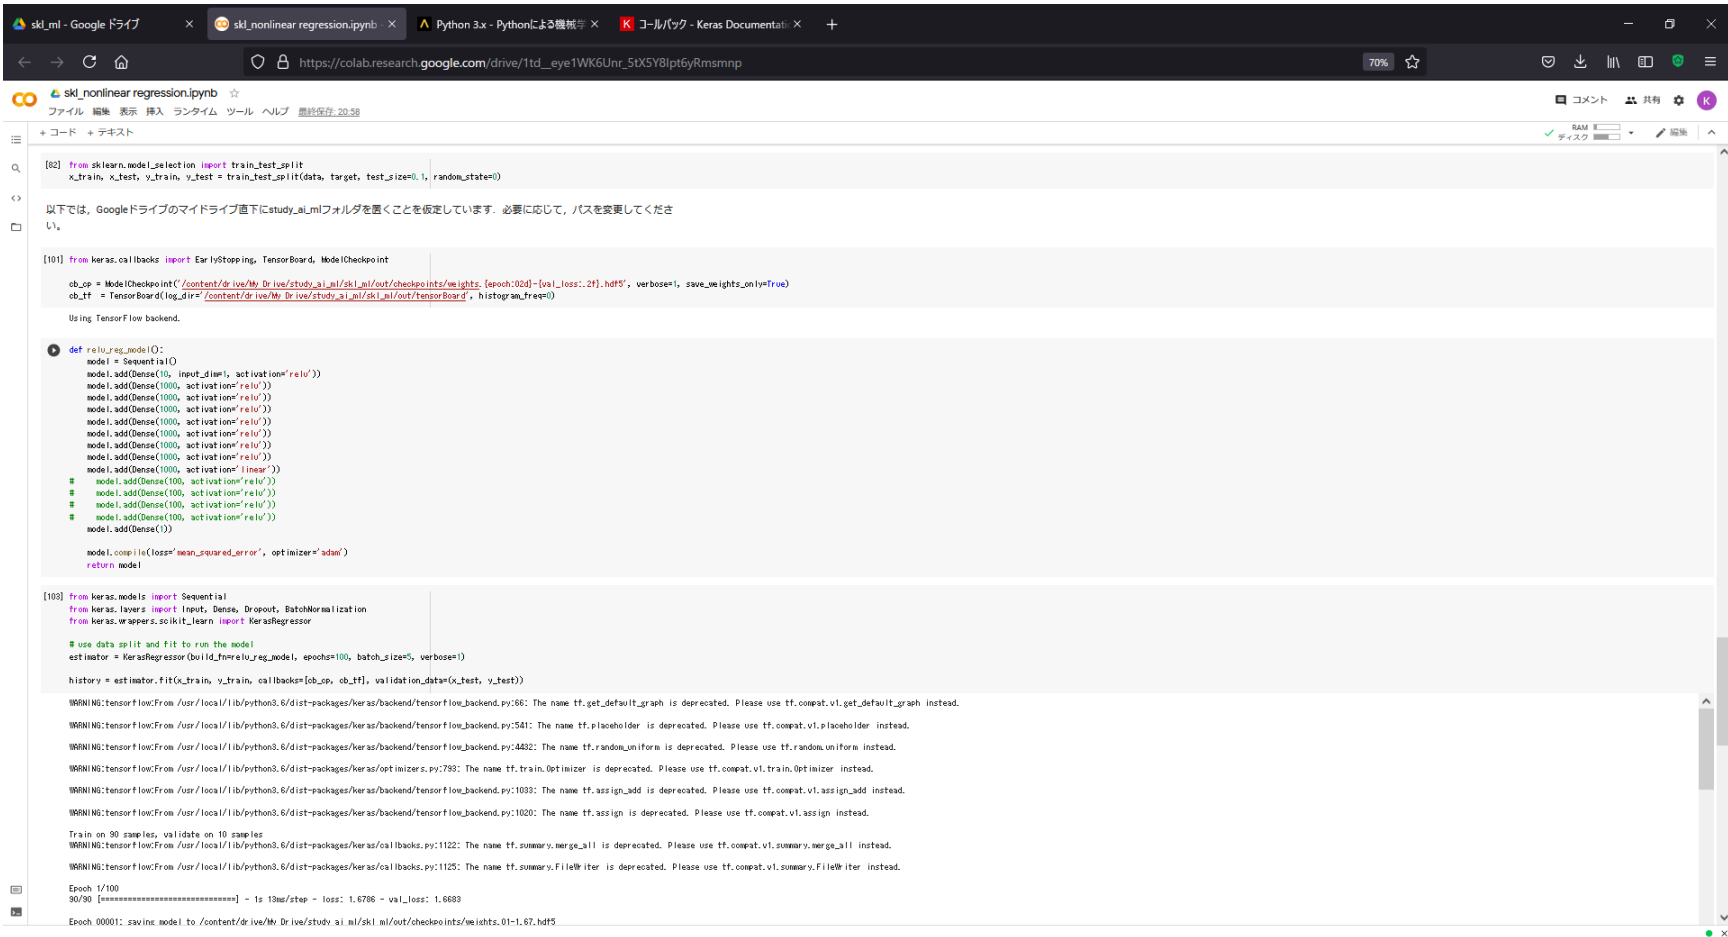 skl_ml - Google ドライブ
skl_nonlinear regression.ipynb -
Python 3.x - Pythonによる機械学
コールバック - Keras Documentati
https://colab.research.google.com/drive/1td__eye1WK6Unr_5tX5Y8Ipt6yRmsmnp
70%
skl_nonlinear regression.ipynb
コメント
共有
K
ファイル 編集 表示 挿入 ランタイム ツール ヘルプ 最終保存: 20:58
+ コード + テキスト
RAM
ディスク
編集
[82] from sklearn.model_selection import train_test_split
x_train, x_test, y_train, y_test = train_test_split(data, target, test_size=0.1, random_state=0)
以下では，Googleドライブのマイドライブ直下にstudy_ai_mlフォルダを置くことを仮定しています．必要に応じて，パスを変更してくださ
い。
[101] from keras.callbacks import EarlyStopping, TensorBoard, ModelCheckpoint
cb_cp = ModelCheckpoint('/content/drive/My Drive/study_ai_ml/skl_ml/out/checkpoints/weights.{epoch:02d}-{val_loss:.2f}.hdf5', verbose=1, save_weights_only=True)
cb_tf = TensorBoard(log_dir='/content/drive/My Drive/study_ai_ml/skl_ml/out/tensorBoard', histogram_freq=0)
Using TensorFlow backend.
def relu_reg_model():
model = Sequential()
model.add(Dense(10, input_dim=1, activation='relu'))
model.add(Dense(1000, activation='relu'))
model.add(Dense(1000, activation='relu'))
model.add(Dense(1000, activation='relu'))
model.add(Dense(1000, activation='relu'))
model.add(Dense(1000, activation='relu'))
model.add(Dense(1000, activation='relu'))
model.add(Dense(1000, activation='relu'))
model.add(Dense(1000, activation='linear'))
# model.add(Dense(100, activation='relu'))
# model.add(Dense(100, activation='relu'))
# model.add(Dense(100, activation='relu'))
# model.add(Dense(100, activation='relu'))
model.add(Dense(1))
model.compile(loss='mean_squared_error', optimizer='adam')
return model
[103] from keras.models import Sequential
from keras.layers import Input, Dense, Dropout, BatchNormalization
from keras.wrappers.scikit_learn import KerasRegressor
# use data split and fit to run the model
estimator = KerasRegressor(build_fn=relu_reg_model, epochs=100, batch_size=5, verbose=1)
history = estimator.fit(x_train, y_train, callbacks=[cb_cp, cb_tf], validation_data=(x_test, y_test))
WARNING:tensorflow:From /usr/local/lib/python3.6/dist-packages/keras/backend/tensorflow_backend.py:66: The name tf.get_default_graph is deprecated. Please use tf.compat.v1.get_default_graph instead.
WARNING:tensorflow:From /usr/local/lib/python3.6/dist-packages/keras/backend/tensorflow_backend.py:541: The name tf.placeholder is deprecated. Please use tf.compat.v1.placeholder instead.
WARNING:tensorflow:From /usr/local/lib/python3.6/dist-packages/keras/backend/tensorflow_backend.py:4432: The name tf.random_uniform is deprecated. Please use tf.random.uniform instead.
WARNING:tensorflow:From /usr/local/lib/python3.6/dist-packages/keras/optimizers.py:793: The name tf.train.Optimizer is deprecated. Please use tf.compat.v1.train.Optimizer instead.
WARNING:tensorflow:From /usr/local/lib/python3.6/dist-packages/keras/backend/tensorflow_backend.py:1033: The name tf.assign_add is deprecated. Please use tf.compat.v1.assign_add instead.
WARNING:tensorflow:From /usr/local/lib/python3.6/dist-packages/keras/backend/tensorflow_backend.py:1020: The name tf.assign is deprecated. Please use tf.compat.v1.assign instead.
Train on 90 samples, validate on 10 samples
WARNING:tensorflow:From /usr/local/lib/python3.6/dist-packages/keras/callbacks.py:1122: The name tf.summary.merge_all is deprecated. Please use tf.compat.v1.summary.merge_all instead.
WARNING:tensorflow:From /usr/local/lib/python3.6/dist-packages/keras/callbacks.py:1125: The name tf.summary.FileWriter is deprecated. Please use tf.compat.v1.summary.FileWriter instead.
Epoch 1/100
90/90 [==============================] - 1s 13ms/step - loss: 1.6786 - val_loss: 1.6683
Epoch 00001: saving model to /content/drive/My Drive/study_ai_ml/skl_ml/out/checkpoints/weights.01-1.67.hdf5